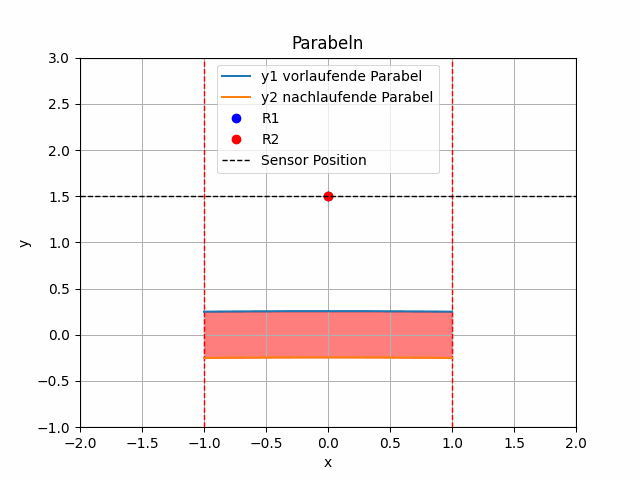 Parabeln
3.0
2.5
2.0
1.5
1.0
0.5
0.0
−0.5
−1.0
y
y1 vorlaufende Parabel
y2 nachlaufende Parabel
R1
R2
Sensor Position
−2.0 −1.5 −1.0 −0.5 0.0 0.5 1.0 1.5 2.0
x